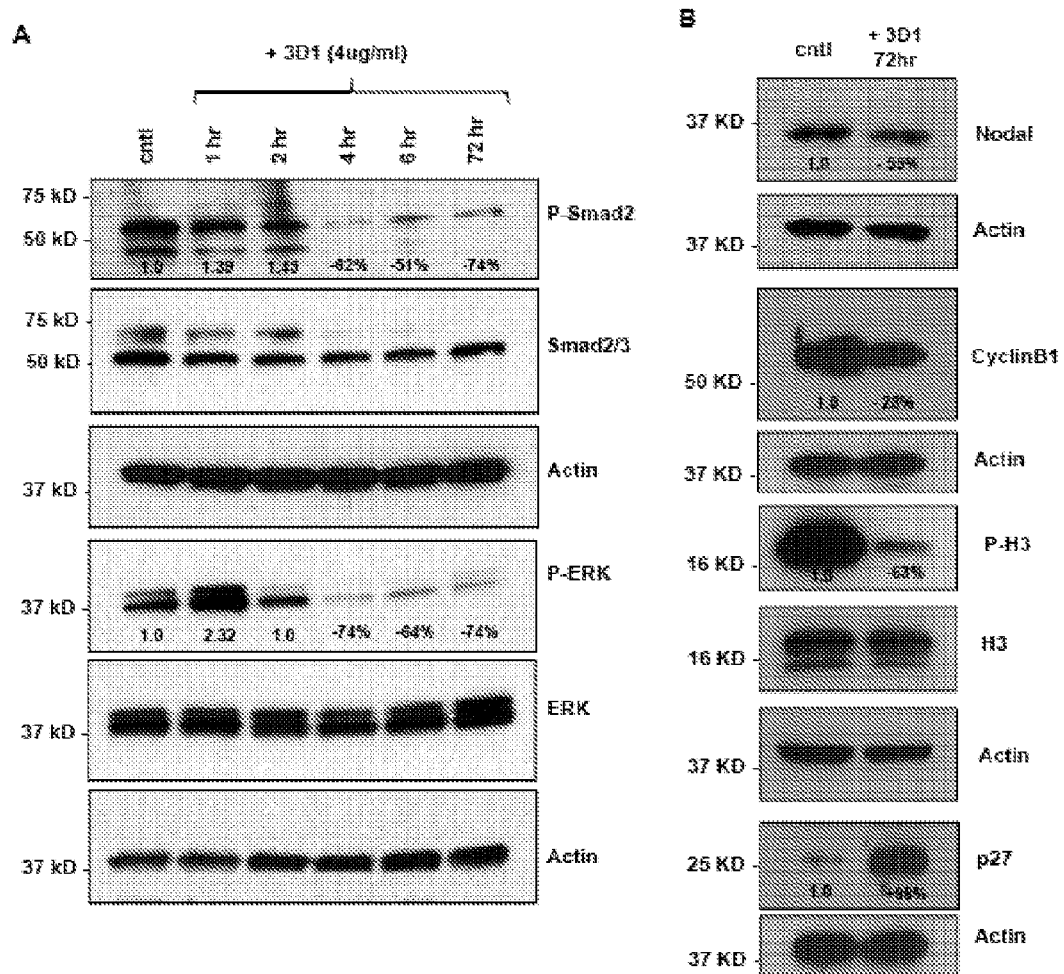 A
+ 3D1 (4ug/ml)
cntl 1 hr 2 hr 4 hr 6 hr 72 hr
75 kD
50 kD
P-Smad2
1.0 1.39 1.43 -62% -51% -74%
75 kD
50 kD
Smad2/3
37 kD
Actin
37 kD
P-ERK
1.0 2.32 1.0 -74% -64% -74%
37 kD
ERK
37 kD
Actin
B
cntl
+ 3D1
72hr
37 KD
Nodal
1.0 -55%
37 KD
Actin
50 KD
CyclinB1
1.0
37 KD
Actin
16 KD
P-H3
1.0 -63%
16 KD
H3
37 KD
Actin
25 KD
p27
1.0 +98%
37 KD
Actin